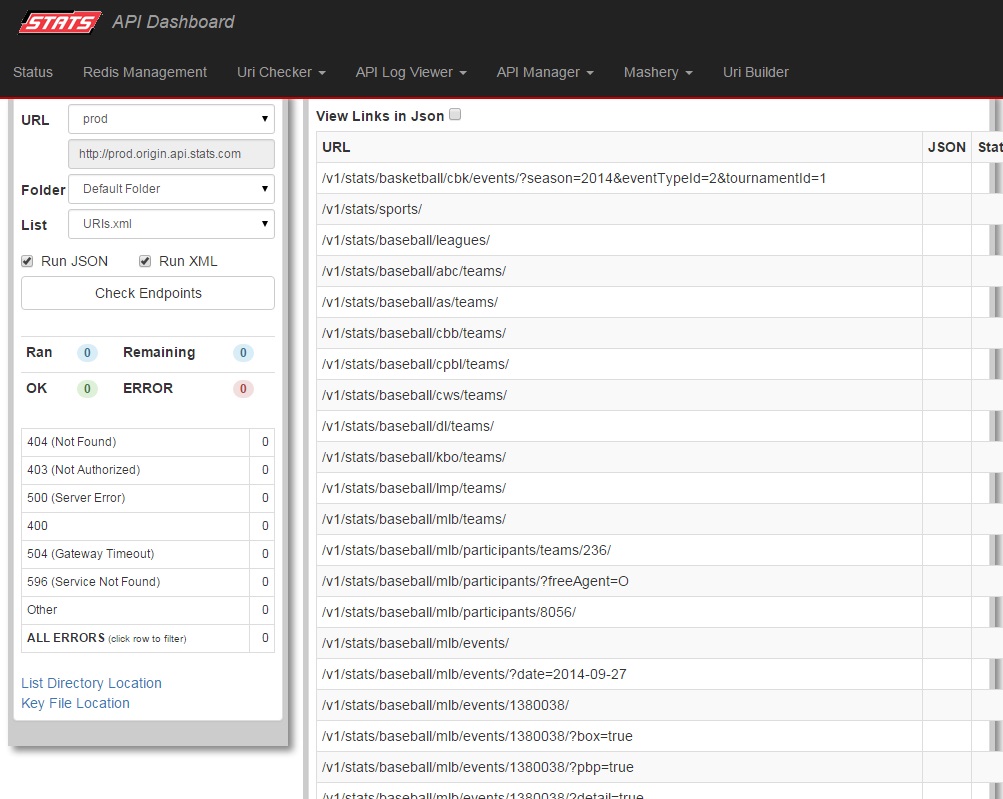 STATS API Dashboard
Status Redis Management Uri Checker API Log Viewer API Manager Mashery Uri Builder
URL prod
http://prod.origin.api.stats.com
Folder Default Folder
List URIs.xml
Run JSON Run XML
Check Endpoints
Ran 0 Remaining 0
OK 0 ERROR 0
404 (Not Found) 0
403 (Not Authorized) 0
500 (Server Error) 0
400 0
504 (Gateway Timeout) 0
596 (Service Not Found) 0
Other 0
ALL ERRORS (click row to filter) 0
List Directory Location
Key File Location
View Links in Json
URL JSON Stat
/v1/stats/basketball/cbk/events/?season=2014&eventTypeId=2&tournamentId=1
/v1/stats/sports/
/v1/stats/baseball/leagues/
/v1/stats/baseball/abc/teams/
/v1/stats/baseball/as/teams/
/v1/stats/baseball/cbb/teams/
/v1/stats/baseball/cpbl/teams/
/v1/stats/baseball/cws/teams/
/v1/stats/baseball/dl/teams/
/v1/stats/baseball/kbo/teams/
/v1/stats/baseball/lmp/teams/
/v1/stats/baseball/mlb/teams/
/v1/stats/baseball/mlb/participants/teams/236/
/v1/stats/baseball/mlb/participants/?freeAgent=O
/v1/stats/baseball/mlb/participants/8056/
/v1/stats/baseball/mlb/events/
/v1/stats/baseball/mlb/events/?date=2014-09-27
/v1/stats/baseball/mlb/events/1380038/
/v1/stats/baseball/mlb/events/1380038/?box=true
/v1/stats/baseball/mlb/events/1380038/?pbp=true
/v1/stats/baseball/mlb/events/1380038/?detail=true